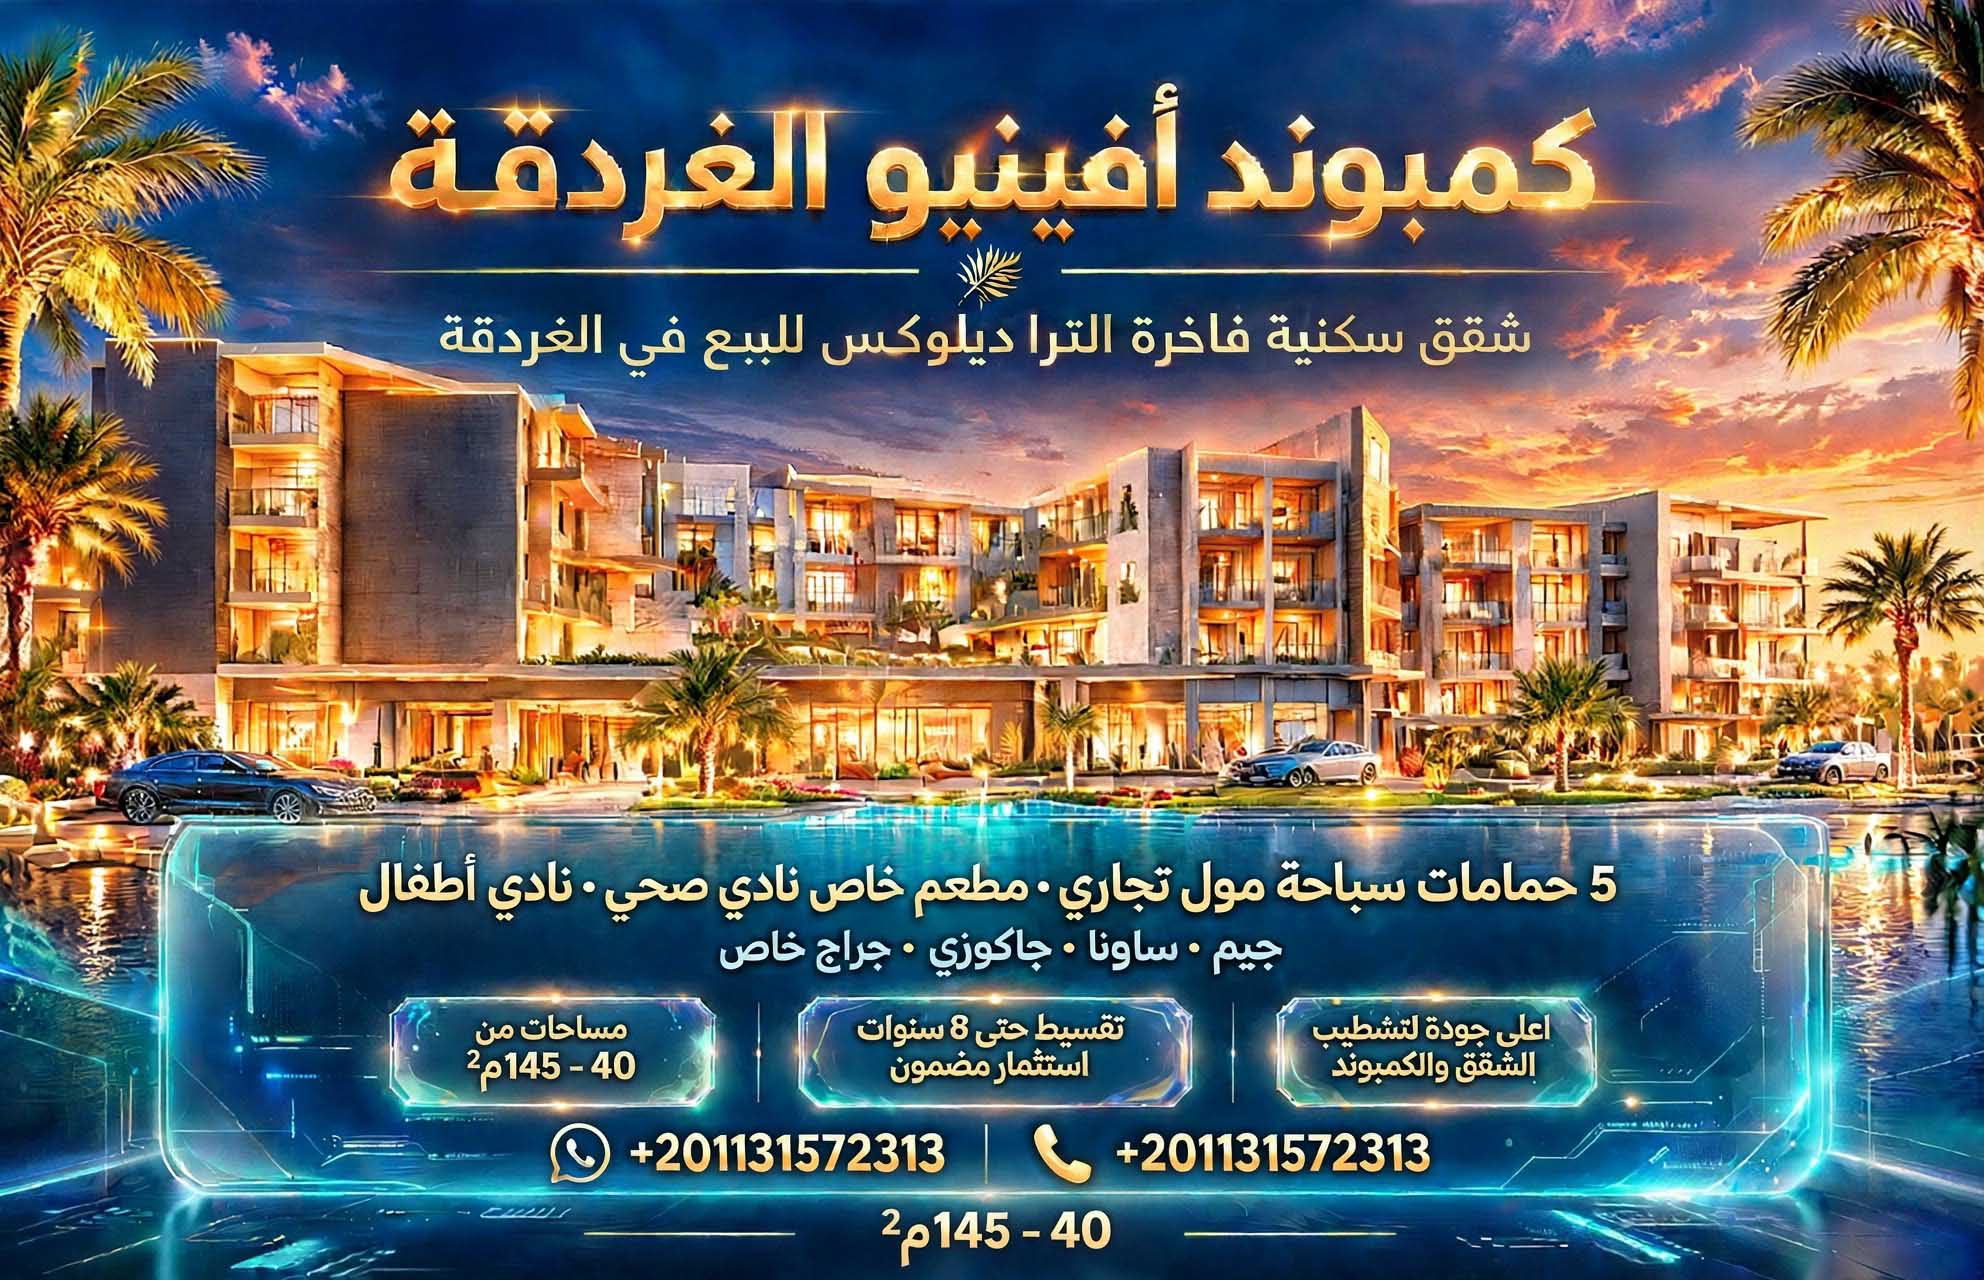 كمبوند أفينيو الغردقة
شقق سكنية فاخرة الترا ديلوكس للبيع في الغردقة
5 حمامات سباحة مول تجاري • مطعم خاص نادي صحي • نادي أطفال
جيم • ساونا • جاكوزي • جراج خاص
اعلى جودة لتشطيب
الشقق والكمبوند
تقسيط حتى 8 سنوات
استثمار مضمون
مساحات من
40 - 145م²
+201131572313
+201131572313
40 - 145م²